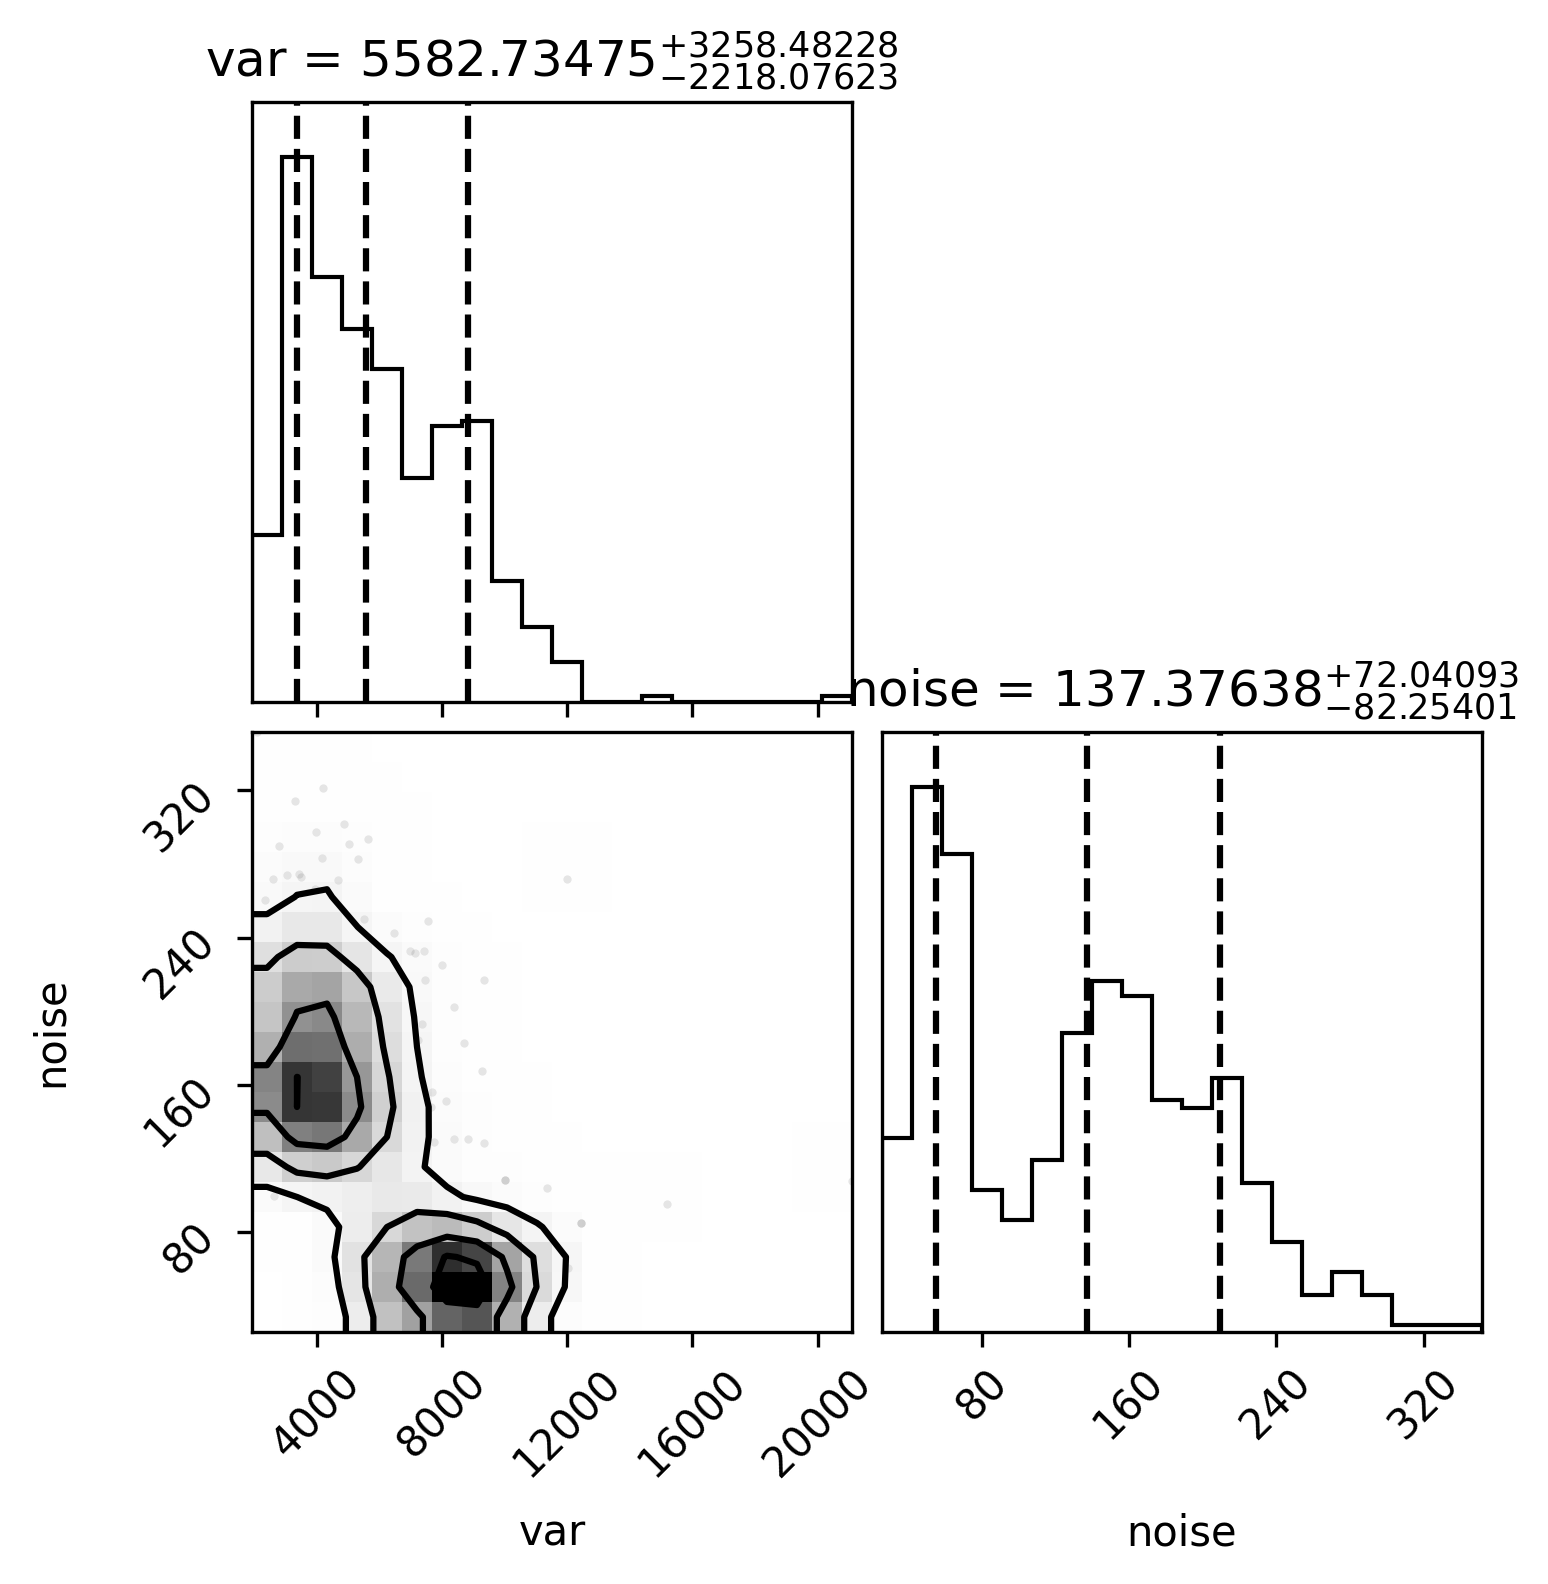 var = 5582.73475+3258.48228−2218.07623
noise = 137.37638+72.04093−82.25401
320
240
160
80
noise
4000 8000 12000 16000 20000
80 160 240 320
var
noise